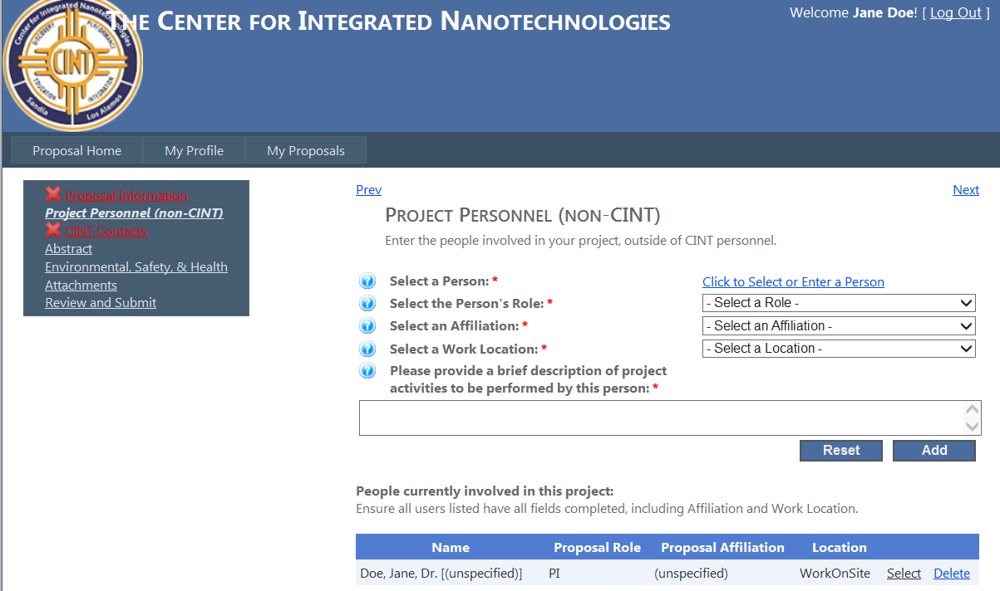 Center for Integrated Nanotechnologies
DISCOVERY
PERFORMANCE
CINT
EDUCATION
INTEGRATION
Sandia
Los Alamos
THE CENTER FOR INTEGRATED NANOTECHNOLOGIES
Welcome Jane Doe! [ Log Out ]
Proposal Home My Profile My Proposals
Proposal Information
Project Personnel (non-CINT)
CINT Contacts
Abstract
Environmental, Safety, & Health
Attachments
Review and Submit
Prev Next
PROJECT PERSONNEL (NON-CINT)
Enter the people involved in your project, outside of CINT personnel.
Select a Person: * Click to Select or Enter a Person
Select the Person's Role: * - Select a Role -
Select an Affiliation: * - Select an Affiliation -
Select a Work Location: * - Select a Location -
Please provide a brief description of project
activities to be performed by this person: *
Reset Add
People currently involved in this project:
Ensure all users listed have all fields completed, including Affiliation and Work Location.
Name Proposal Role Proposal Affiliation Location
Doe, Jane, Dr. [(unspecified)] PI (unspecified) WorkOnSite Select Delete